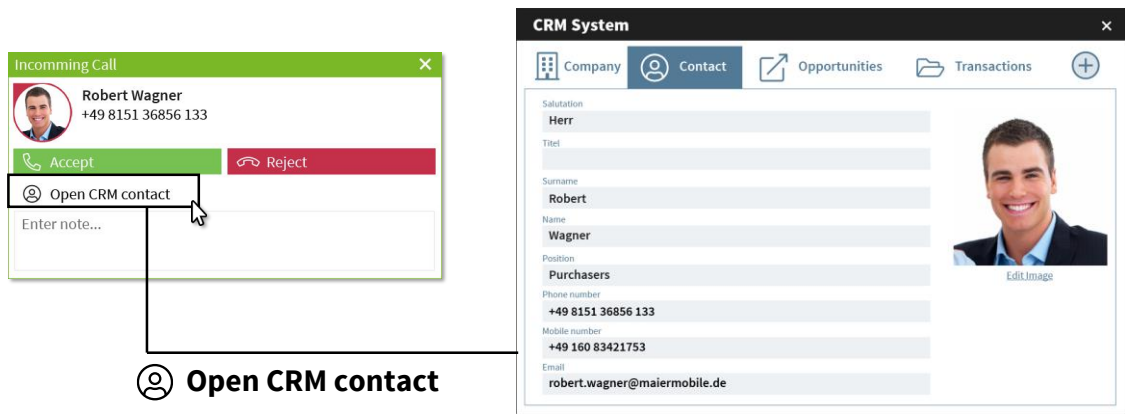 Incomming Call
Robert Wagner
+49 8151 36856 133
Accept
Reject
Open CRM contact
Enter note...
Open CRM contact
CRM System
Company
Contact
Opportunities
Transactions
Salutation
Herr
Titel
Surname
Robert
Name
Wagner
Position
Purchasers
Phone number
+49 8151 36856 133
Mobile number
+49 160 83421753
Email
robert.wagner@maiermobile.de
Edit Image